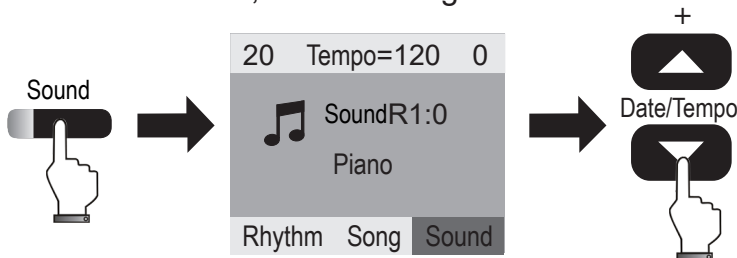 Sound
20 Tempo=120 0
SoundR1:0
Piano
Rhythm Song Sound
+
Date/Tempo